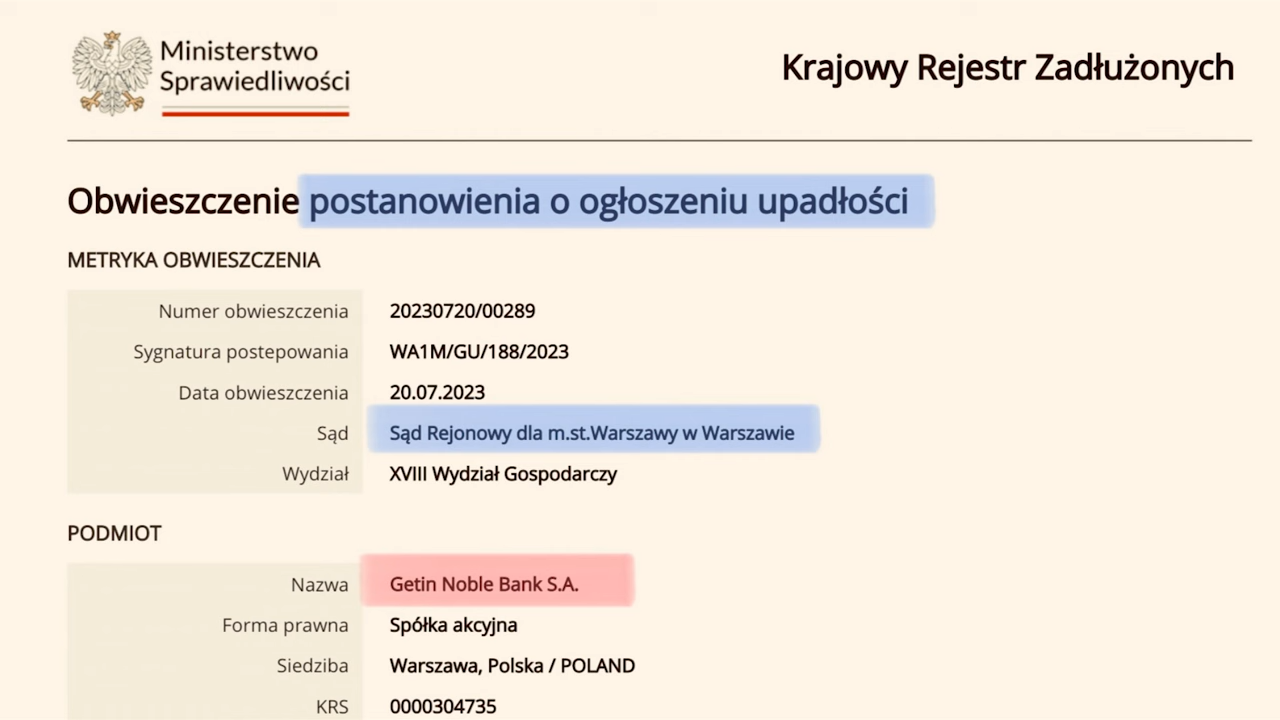 Ministerstwo
Sprawiedliwości
Krajowy Rejestr Zadłużonych
Obwieszczenie postanowienia o ogłoszeniu upadłości
METRYKA OBWIESZCZENIA
Numer obwieszczenia 20230720/00289
Sygnatura postepowania WA1M/GU/188/2023
Data obwieszczenia 20.07.2023
Sąd Sąd Rejonowy dla m.st.Warszawy w Warszawie
Wydział XVIII Wydział Gospodarczy
PODMIOT
Nazwa Getin Noble Bank S.A.
Forma prawna Spółka akcyjna
Siedziba Warszawa, Polska / POLAND
KRS 0000304735